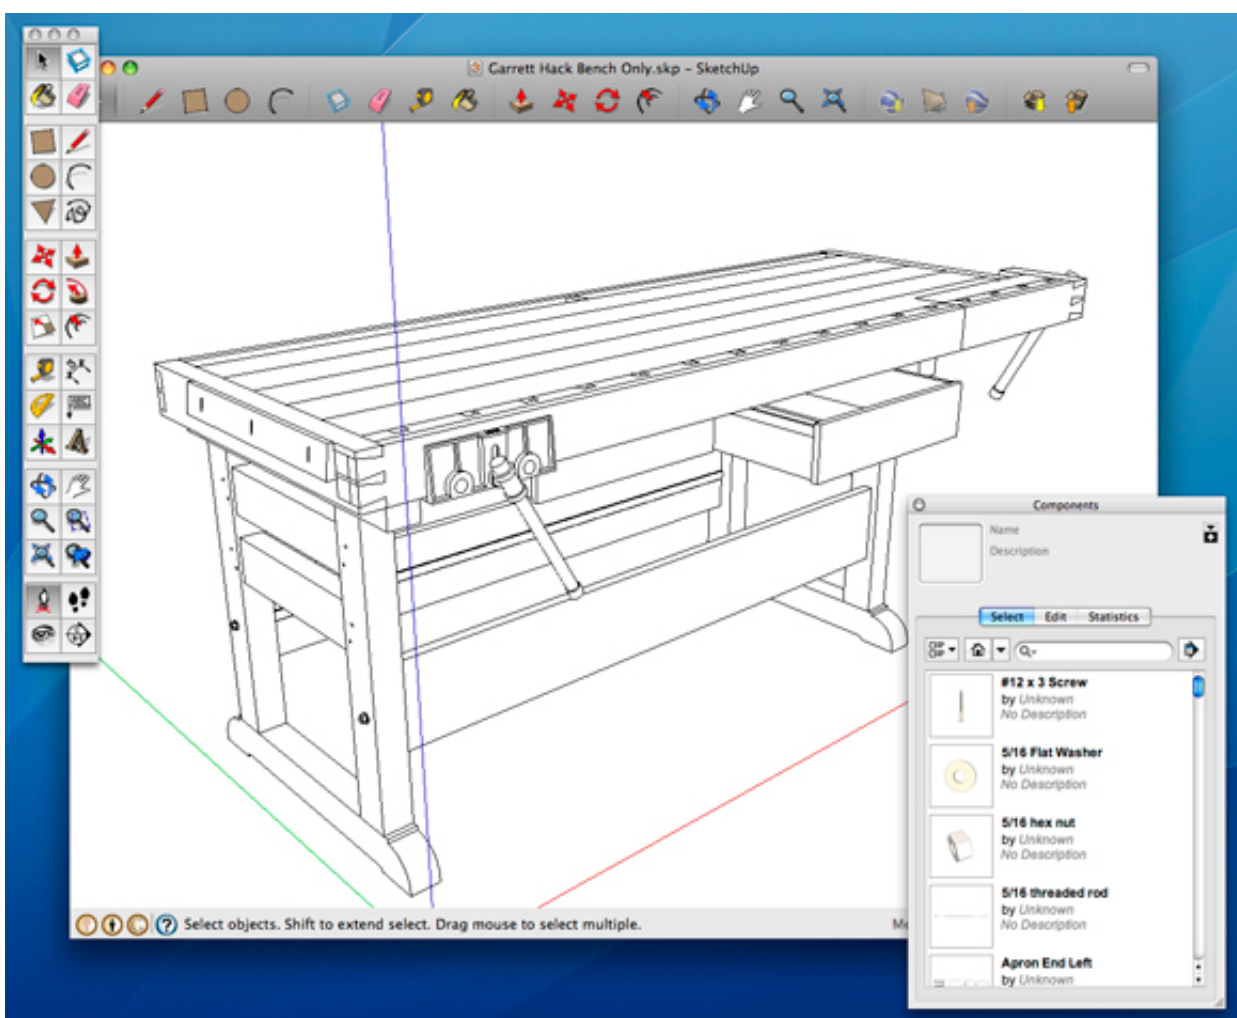 Garrett Hack Bench Only.skp – SketchUp
Components
Name
Description
Select Edit Statistics
#12 x 3 Screw
by Unknown
No Description
5/16 Flat Washer
by Unknown
No Description
5/16 hex nut
by Unknown
No Description
5/16 threaded rod
by Unknown
No Description
Apron End Left
by Unknown
Select objects. Shift to extend select. Drag mouse to select multiple.